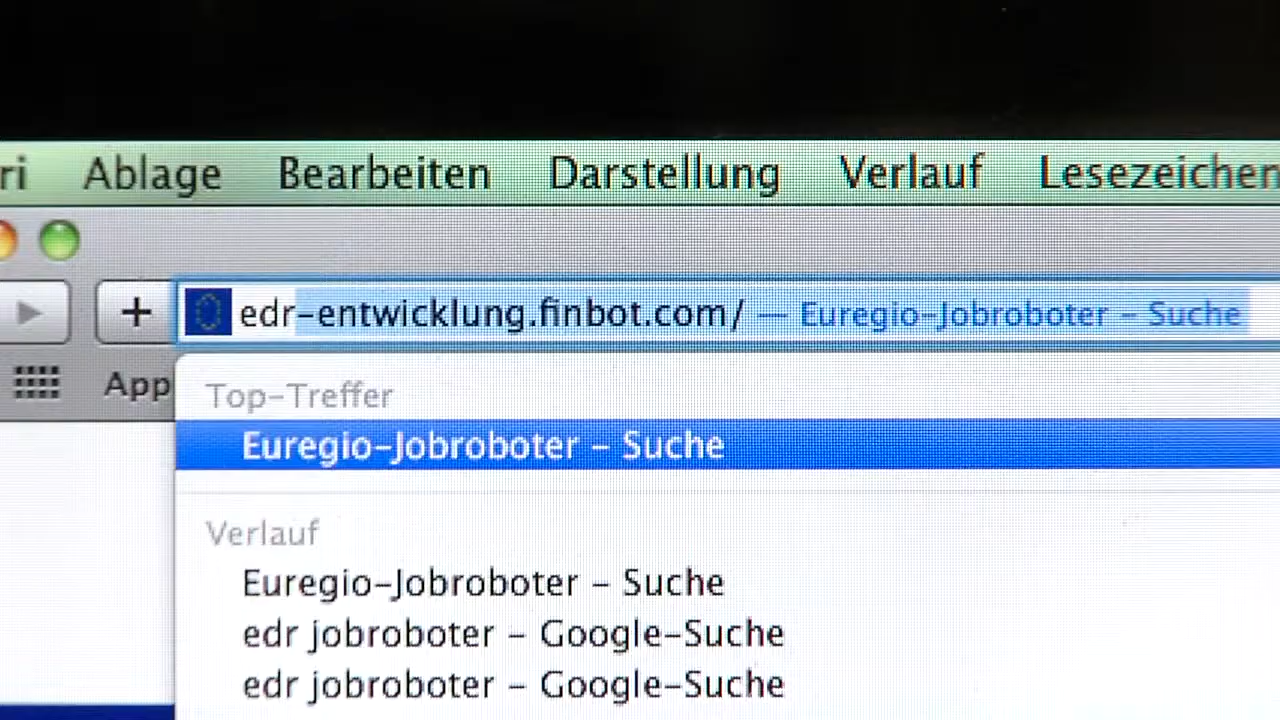 ri Ablage Bearbeiten Darstellung Verlauf Lesezeichen
edr-entwicklung.finbot.com/ — Euregio-Jobroboter - Suche
App
Top-Treffer
Euregio-Jobroboter - Suche
Verlauf
Euregio-Jobroboter - Suche
edr jobroboter - Google-Suche
edr jobroboter - Google-Suche